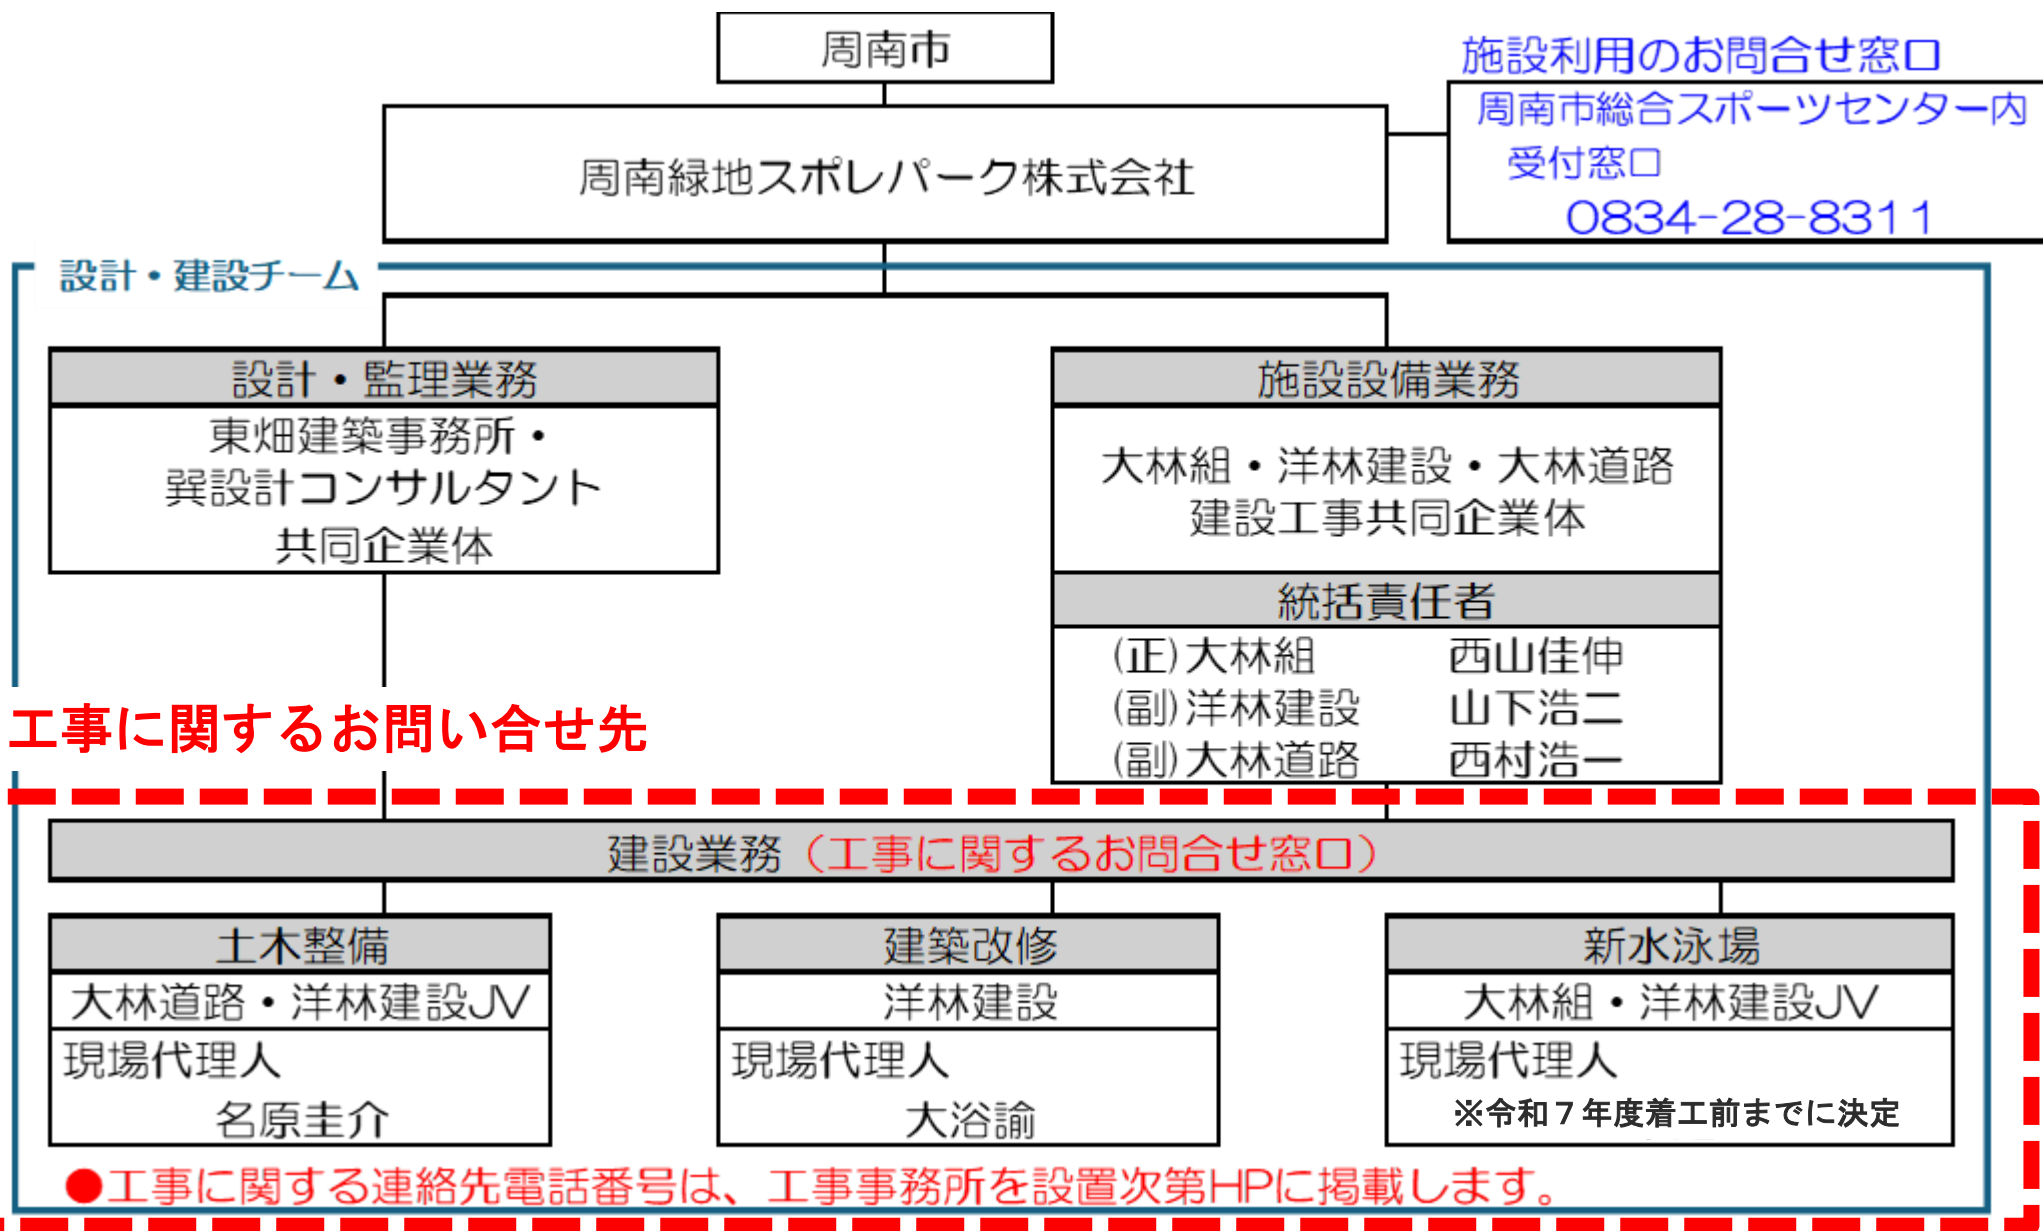 周南市
施設利用のお問合せ窓口
周南市総合スポーツセンター内
受付窓口
0834-28-8311
周南緑地スポレパーク株式会社
設計・建設チーム
設計・監理業務
東畑建築事務所・
巽設計コンサルタント
共同企業体
施設設備業務
大林組・洋林建設・大林道路
建設工事共同企業体
統括責任者
(正)大林組 西山佳伸
(副)洋林建設 山下浩二
(副)大林道路 西村浩一
工事に関するお問い合せ先
建設業務（工事に関するお問合せ窓口）
土木整備
大林道路・洋林建設JV
現場代理人
名原圭介
建築改修
洋林建設
現場代理人
大浴諭
新水泳場
大林組・洋林建設JV
現場代理人
※令和７年度着工前までに決定
●工事に関する連絡先電話番号は、工事事務所を設置次第HPに掲載します。